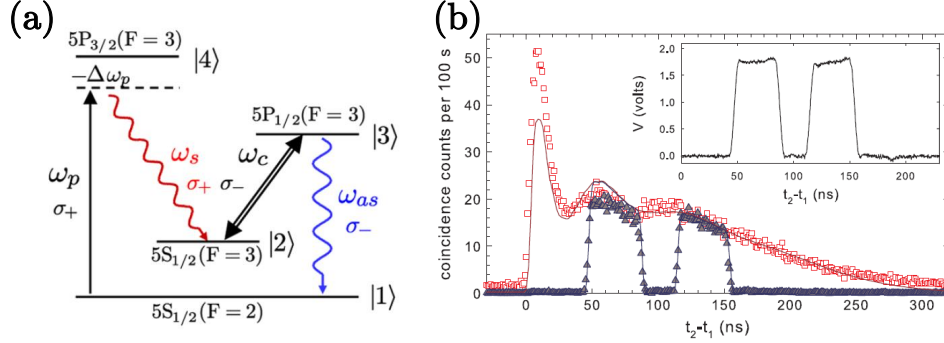 (a)
5P3/2(F = 3)
|4⟩
−Δωp
5P1/2(F = 3)
|3⟩
ωp
σ+
ωs
σ+
ωc
σ−
ωas
σ−
|2⟩
5S1/2(F = 3)
|1⟩
5S1/2(F = 2)
(b)
coincidence counts per 100 s
50
40
30
20
10
0
0 50 100 150 200 250 300
t2-t1 (ns)
V (volts)
2.0
1.5
1.0
0.5
0.0
0 50 100 150 200
t2-t1 (ns)